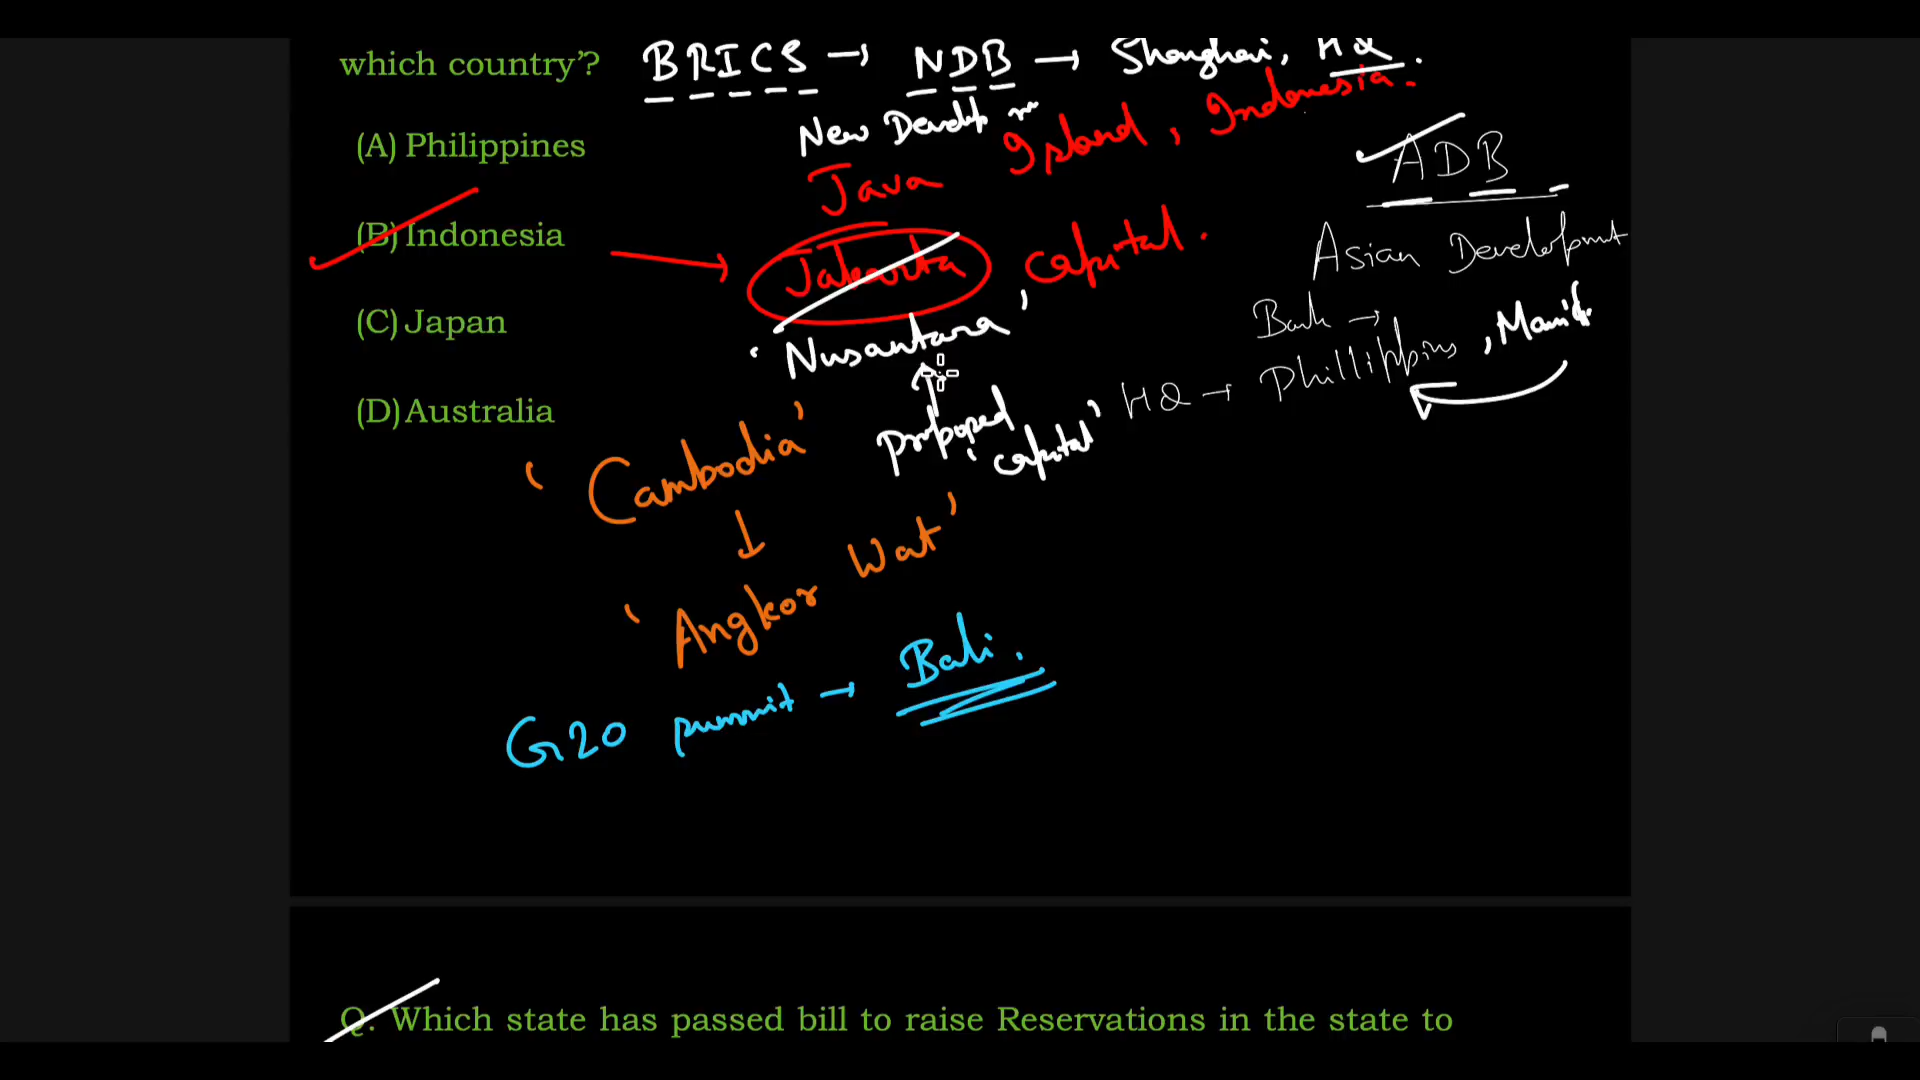 which country’? BRICS → NDB → Shanghai, HQ.
New Develop
Java Island, Indonesia.
(A) Philippines
ADB
(B) Indonesia → Jakarta, capital.
Asian Development
Bank →
'Nusantara'
(C) Japan
HQ → Phillippins, Manil
proposed
'capital'
(D) Australia
'Cambodia'
↓
'Angkor Wat'
G20 summit → Bali.
Q. Which state has passed bill to raise Reservations in the state to